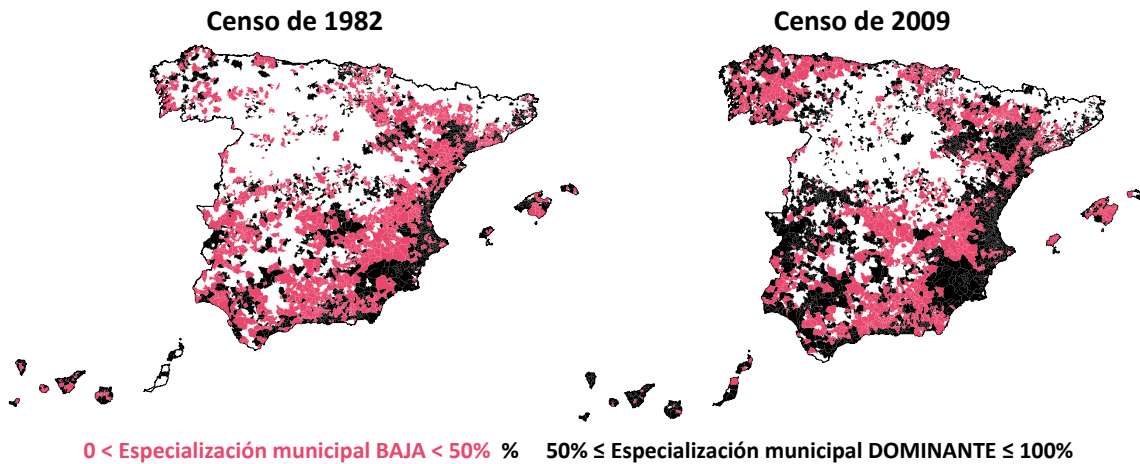 Censo de 1982
Censo de 2009
0 < Especialización municipal BAJA < 50% % 50% ≤ Especialización municipal DOMINANTE ≤ 100%